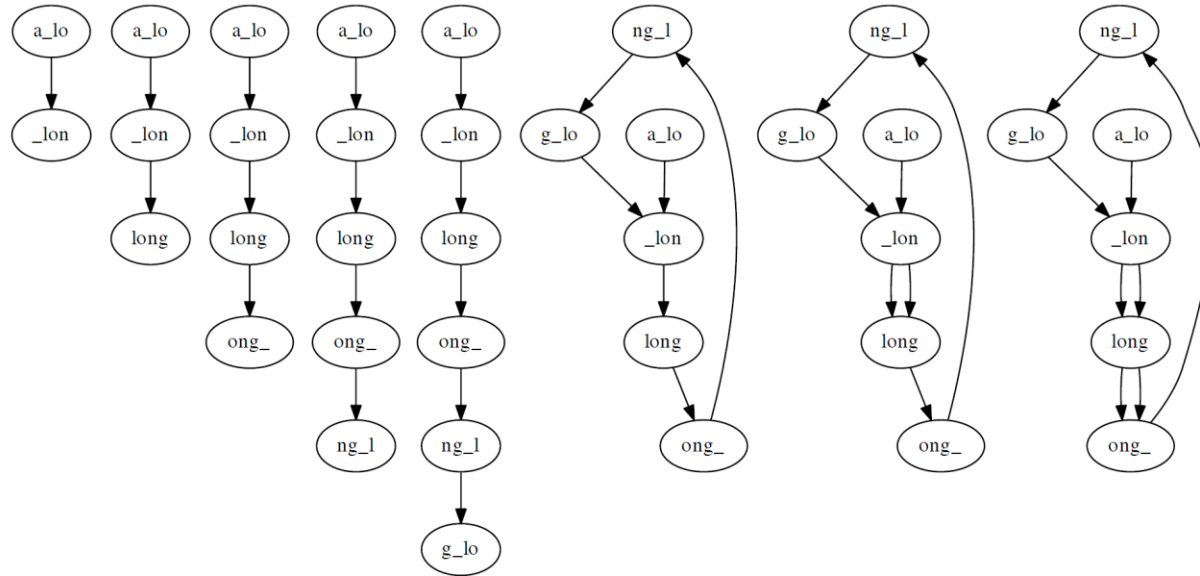 a_lo a_lo a_lo a_lo a_lo ng_l ng_l ng_l
_lon _lon _lon _lon _lon g_lo a_lo g_lo a_lo g_lo a_lo
long long long long _lon _lon _lon
ong_ ong_ ong_ long long long
ng_l ng_l ong_ ong_ ong_
g_lo